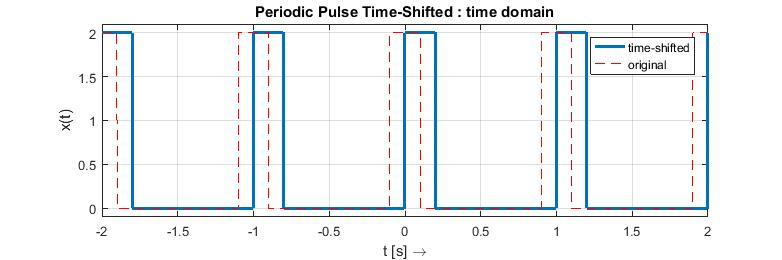 Periodic Pulse Time-Shifted : time domain
time-shifted
original
x(t)
2
1.5
1
0.5
0
-2 -1.5 -1 -0.5 0 0.5 1 1.5 2
t [s] →